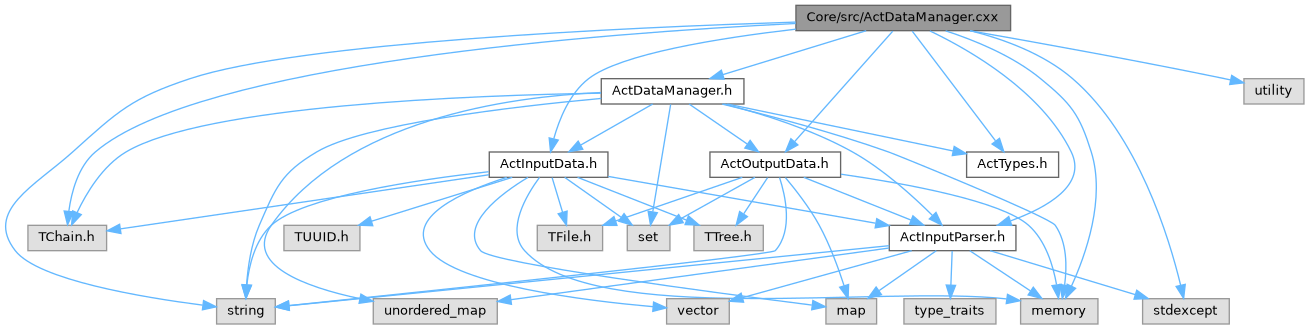 Core/src/ActDataManager.cxx
ActDataManager.h
utility
ActInputData.h
ActOutputData.h
ActTypes.h
TChain.h
TUUID.h
TFile.h
set
TTree.h
ActInputParser.h
string
unordered_map
vector
map
type_traits
memory
stdexcept